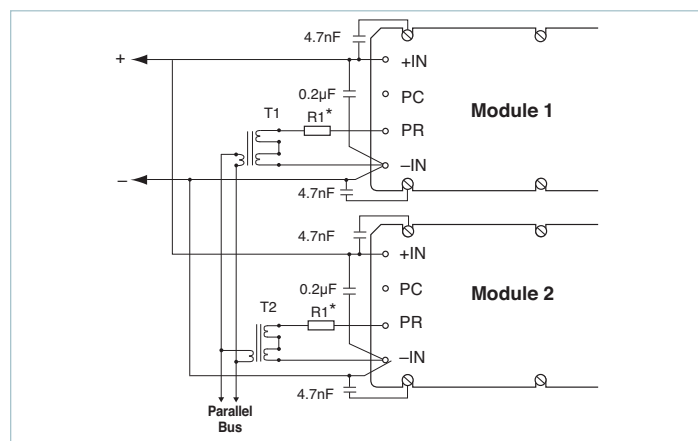 4.7nF
+
+IN
0.2µF
PC
Module 1
T1
R1*
PR
–
–IN
4.7nF
4.7nF
+IN
0.2µF
PC
Module 2
T2
R1*
PR
–IN
4.7nF
Parallel
Bus